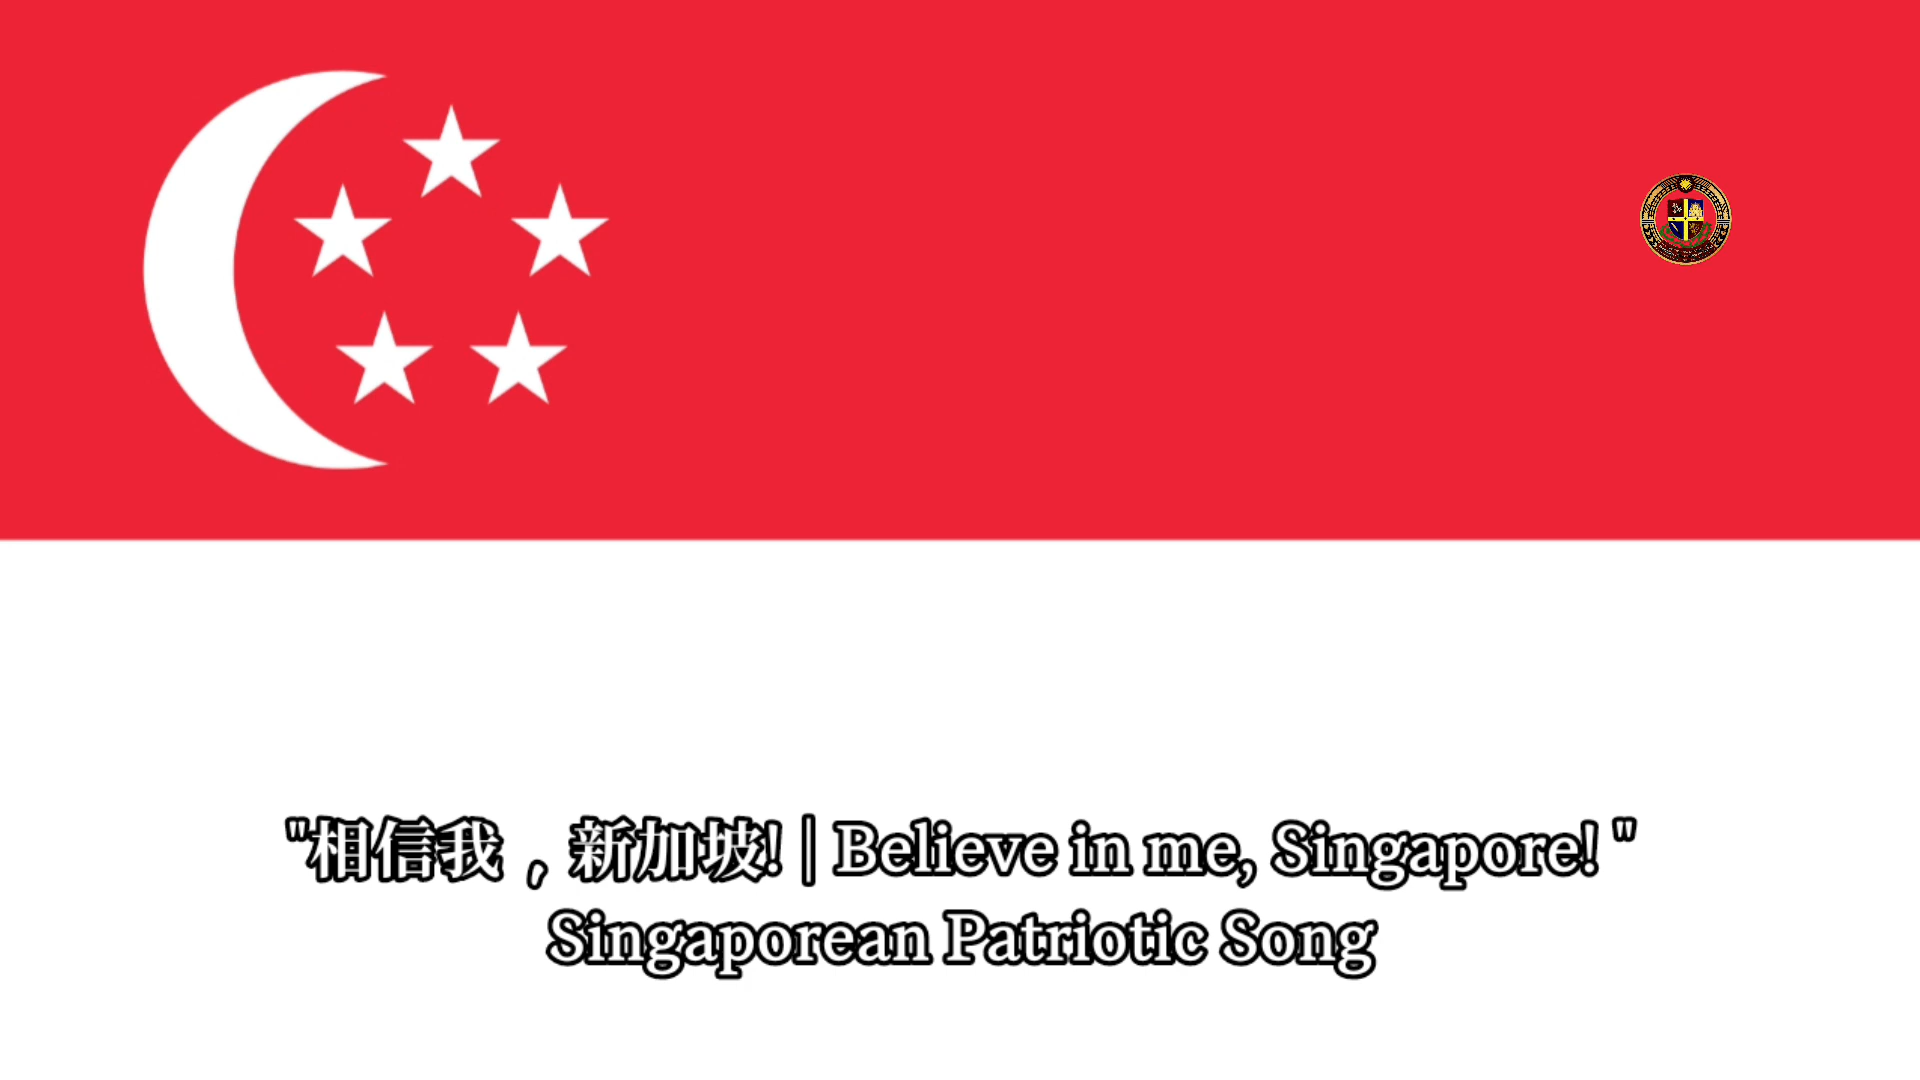 "相信我，新加坡! | Believe in me, Singapore! "
Singaporean Patriotic Song